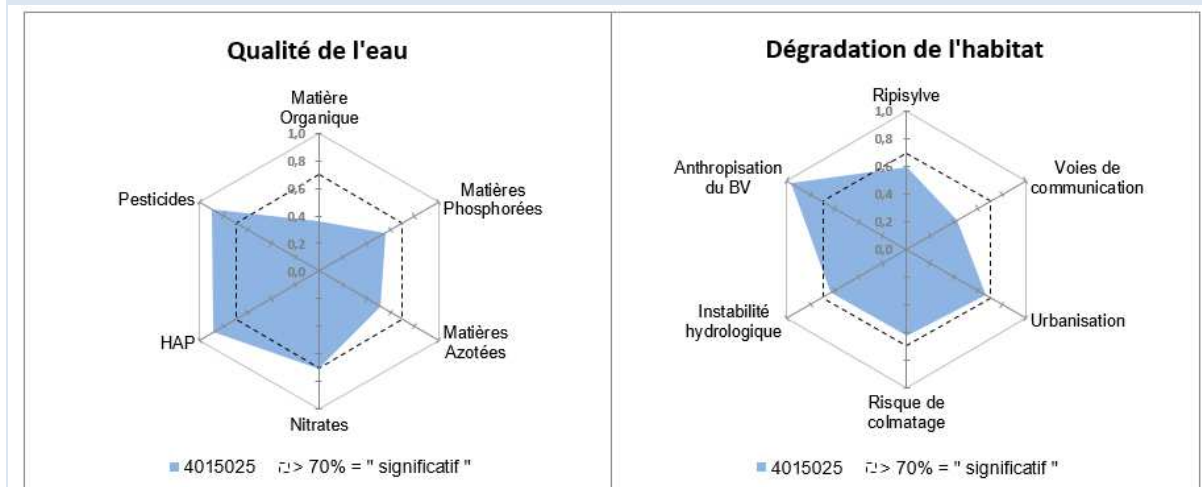 Qualité de l'eau
Matière
Organique
1,0
0,8
0,6
0,4
0,2
0,0
Matières
Phosphorées
Matières
Azotées
Nitrates
HAP
Pesticides
4015025 > 70% = " significatif "
Dégradation de l'habitat
Ripisylve
1,0
0,8
0,6
0,4
0,2
0,0
Voies de
communication
Urbanisation
Risque de
colmatage
Instabilité
hydrologique
Anthropisation
du BV
4015025 > 70% = " significatif "